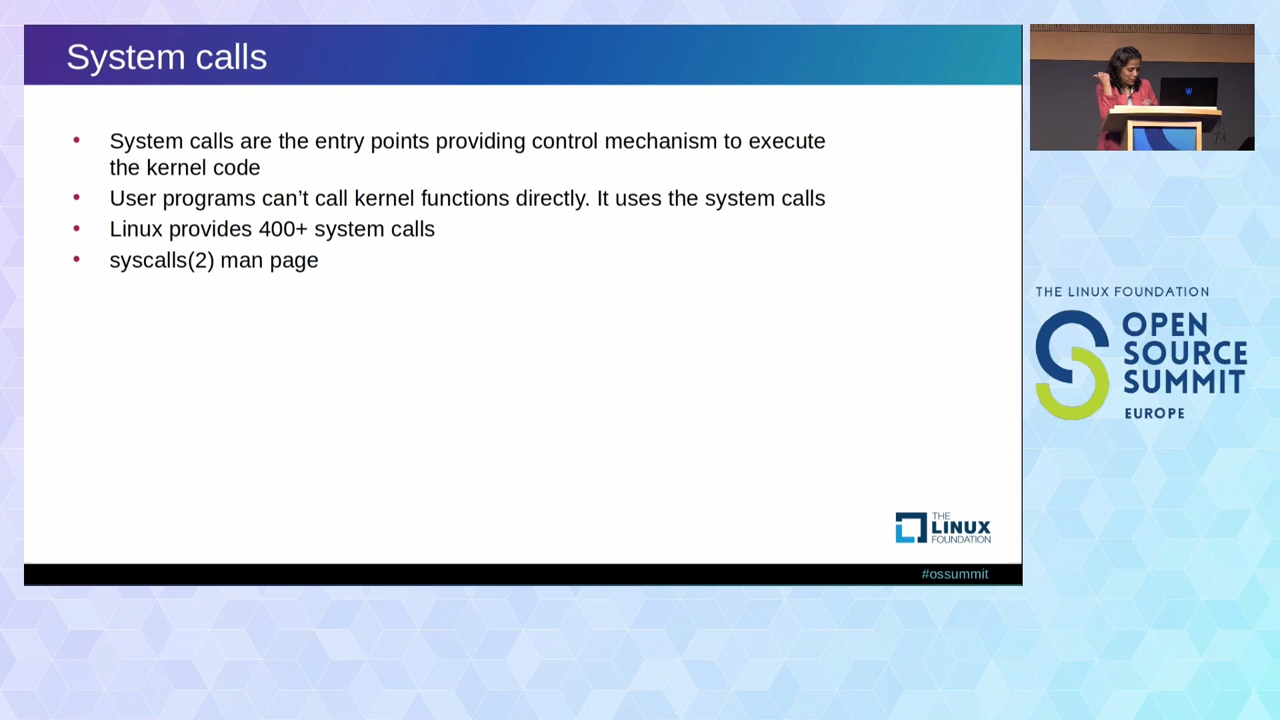 System calls
• System calls are the entry points providing control mechanism to execute
the kernel code
• User programs can’t call kernel functions directly. It uses the system calls
• Linux provides 400+ system calls
• syscalls(2) man page
THE
LINUX
FOUNDATION
#ossummit
THE LINUX FOUNDATION
OPEN
SOURCE
SUMMIT
EUROPE